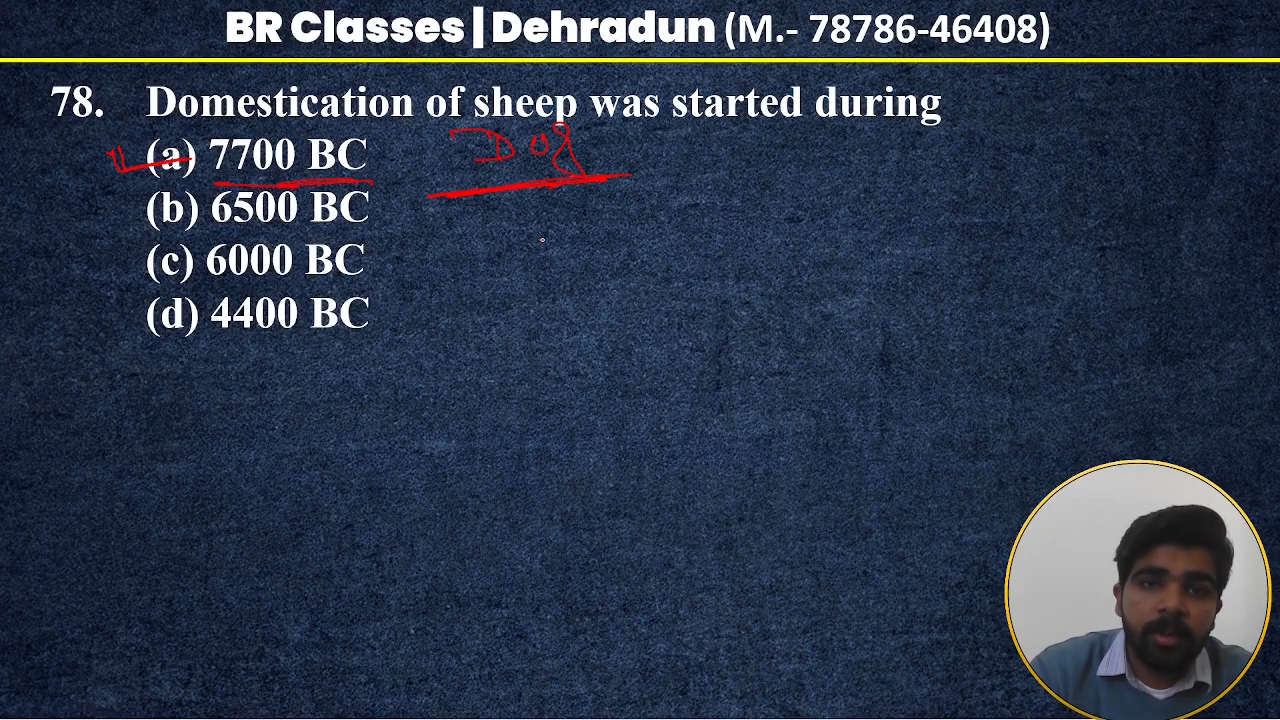 BR Classes | Dehradun (M.- 78786-46408)
78. Domestication of sheep was started during
(a) 7700 BC
Dog
(b) 6500 BC
(c) 6000 BC
(d) 4400 BC